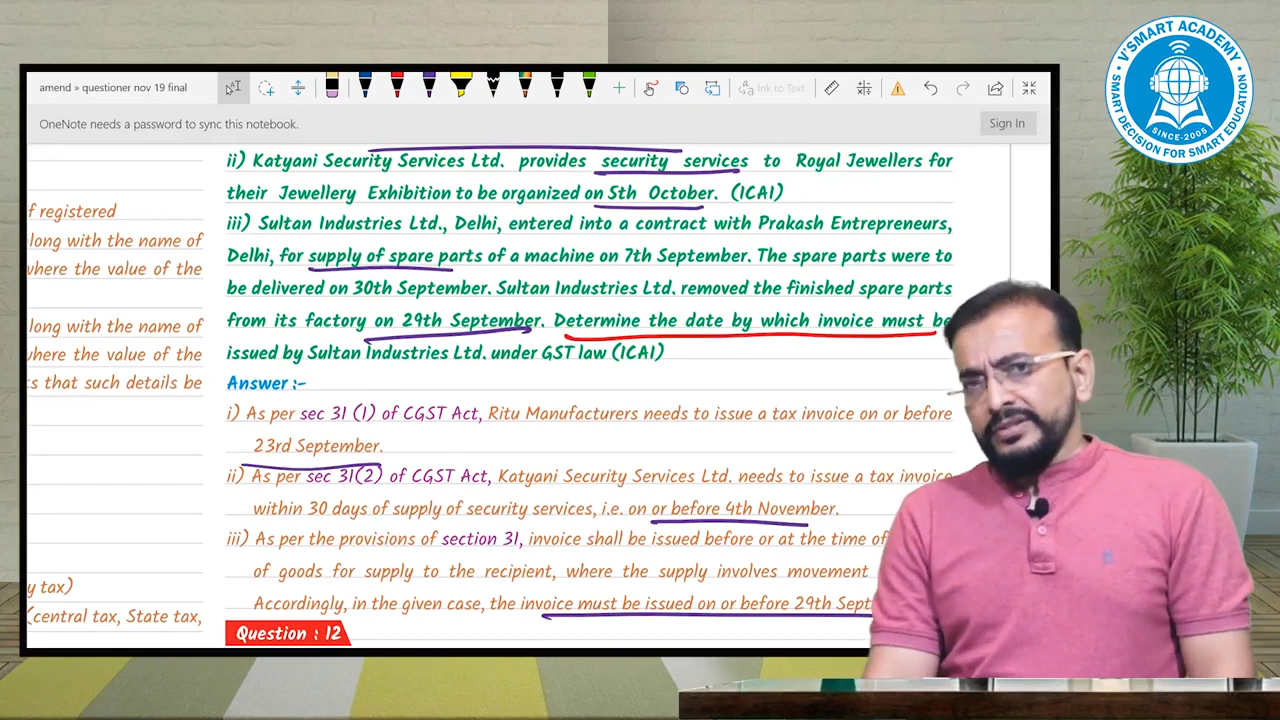 amend » questioner nov 19 final
Ink to Text
OneNote needs a password to sync this notebook.
Sign In
V'SMART ACADEMY
SINCE-2005
SMART DECISION FOR SMART EDUCATION
f registered
long with the name of
where the value of the
long with the name of
where the value of the
s that such details be
y tax)
(central tax, State tax,
ii) Katyani Security Services Ltd. provides security services to Royal Jewellers for
their Jewellery Exhibition to be organized on 5th October. (ICAI)
iii) Sultan Industries Ltd., Delhi, entered into a contract with Prakash Entrepreneurs,
Delhi, for supply of spare parts of a machine on 7th September. The spare parts were to
be delivered on 30th September. Sultan Industries Ltd. removed the finished spare parts
from its factory on 29th September. Determine the date by which invoice must be
issued by Sultan Industries Ltd. under GST law (ICAI)
Answer :-
i) As per sec 31 (1) of CGST Act, Ritu Manufacturers needs to issue a tax invoice on or before
23rd September.
ii) As per sec 31(2) of CGST Act, Katyani Security Services Ltd. needs to issue a tax invoice
within 30 days of supply of security services, i.e. on or before 4th November.
iii) As per the provisions of section 31, invoice shall be issued before or at the time of
of goods for supply to the recipient, where the supply involves movement
Accordingly, in the given case, the invoice must be issued on or before 29th Sept
Question : 12